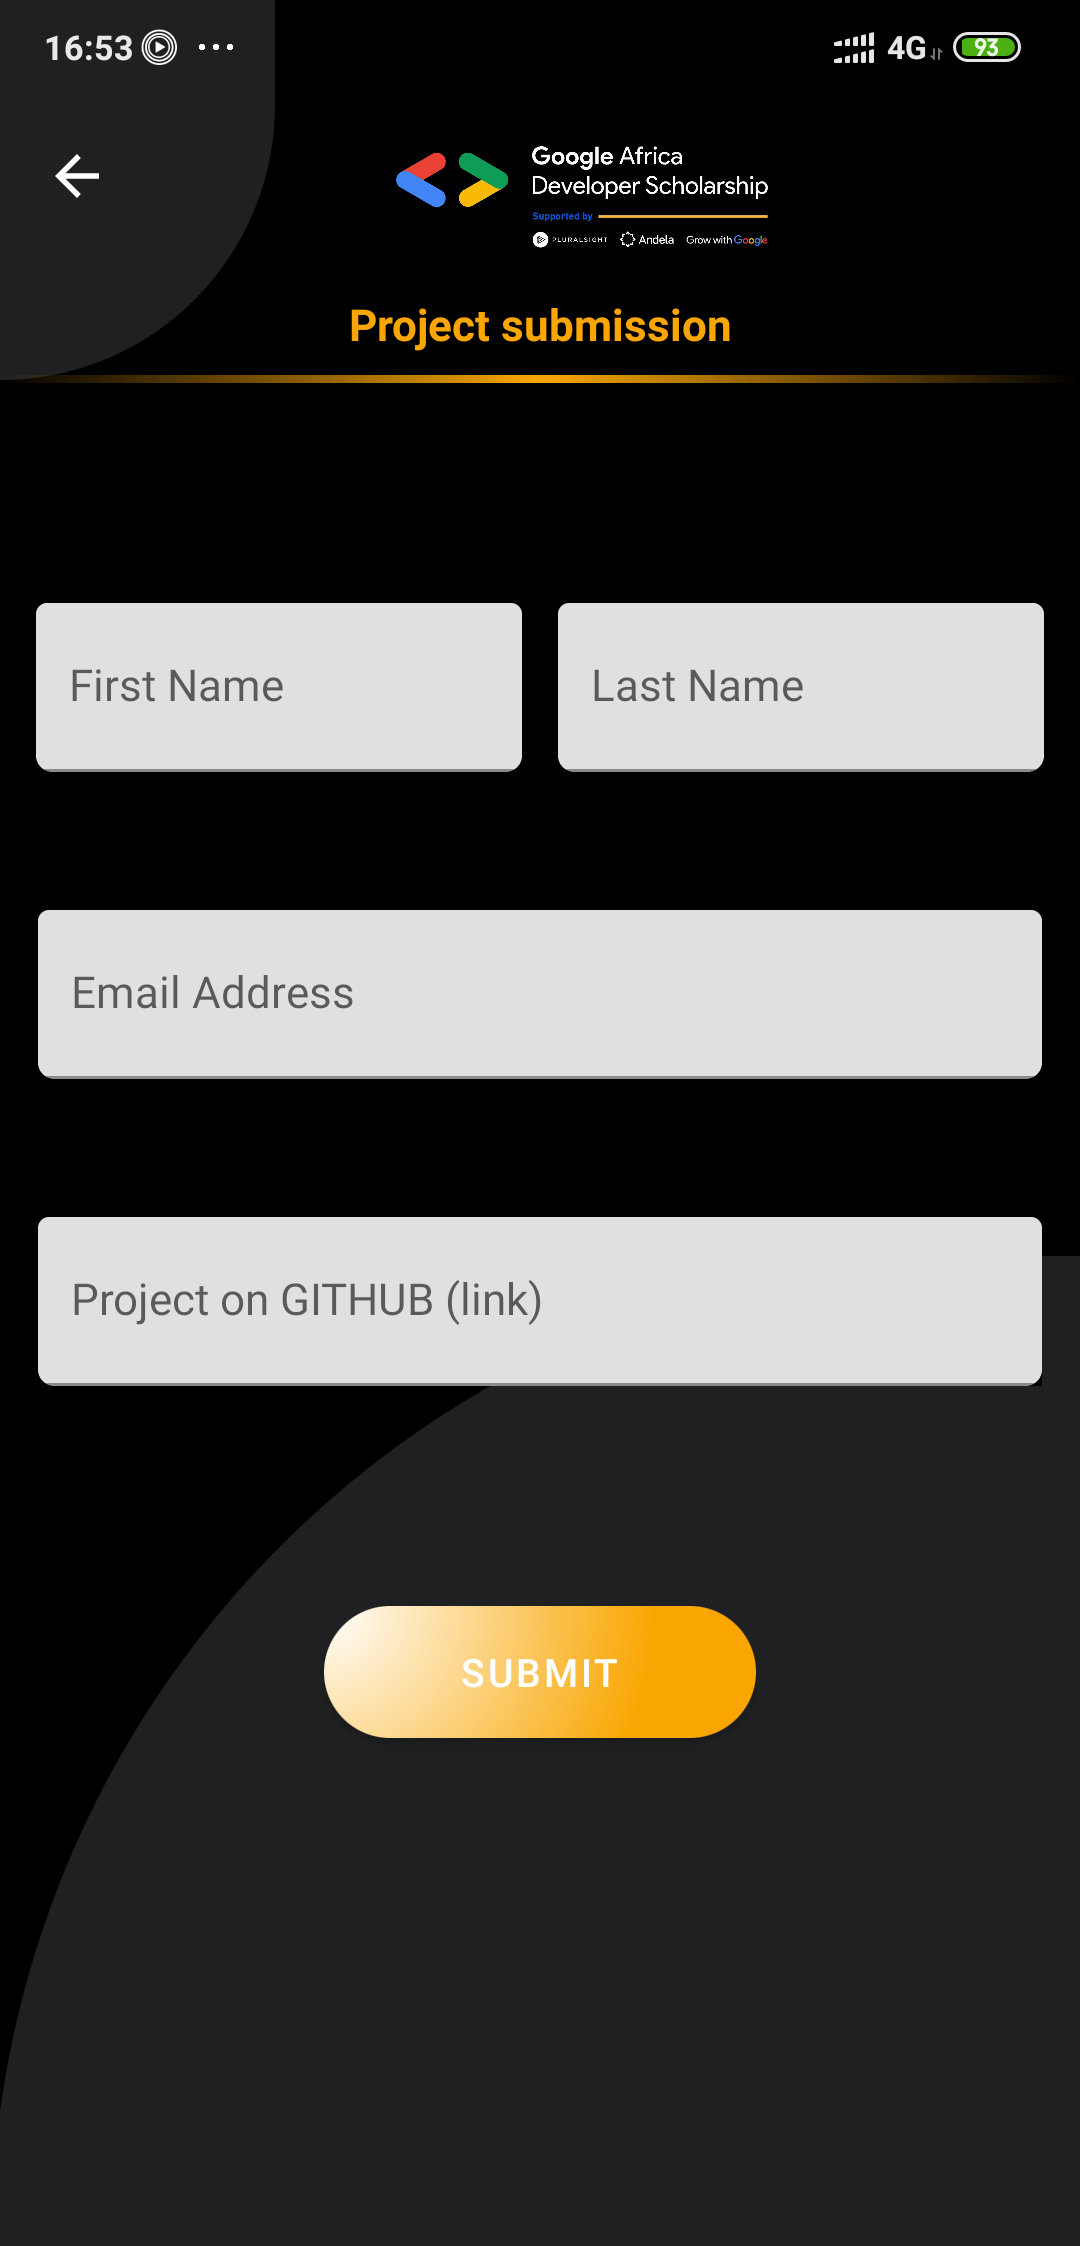 16:53 ... 4G 93
Google Africa
Developer Scholarship
Supported by
PLURALSIGHT Andela Grow with Google
Project submission
First Name Last Name
Email Address
Project on GITHUB (link)
SUBMIT